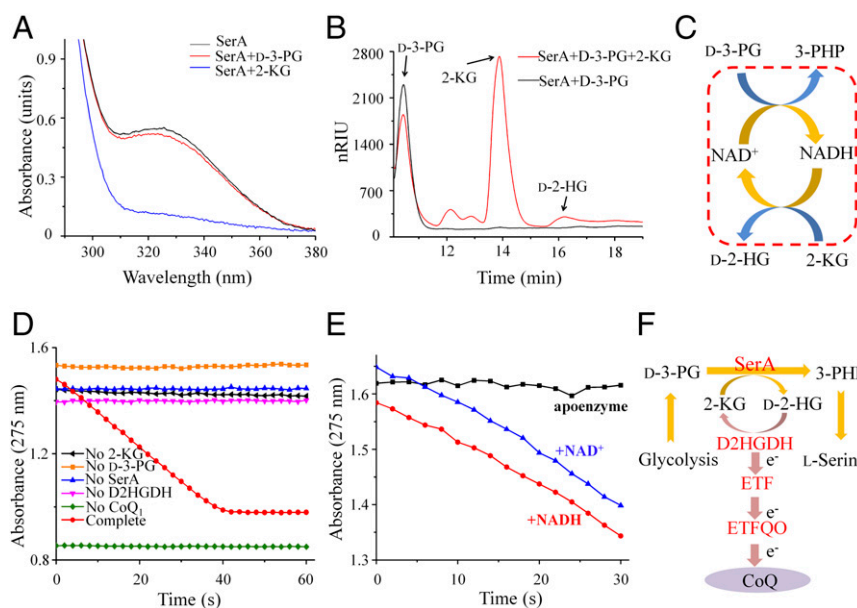 A
SerA
SerA+D-3-PG
SerA+2-KG
0.9
0.6
0.3
0
Absorbance (units)
300
320
340
360
380
Wavelength (nm)
B
D-3-PG
2-KG
SerA+D-3-PG+2-KG
SerA+D-3-PG
D-2-HG
2800
2100
1400
700
0
nRIU
12
14
16
18
Time (min)
C
D-3-PG
3-PHP
NAD+
NADH
D-2-HG
2-KG
D
1.6
1.2
0.8
Absorbance (275 nm)
No 2-KG
No D-3-PG
No SerA
No D2HGDH
No CoQ1
Complete
0
20
40
60
Time (s)
E
1.6
1.5
1.4
1.3
Absorbance (275 nm)
apoenzyme
+NAD+
+NADH
0
10
20
30
Time (s)
F
SerA
D-3-PG
3-PH
2-KG
D-2-HG
D2HGDH
Glycolysis
L-Serin
e-
ETF
e-
ETFQO
e-
CoQ